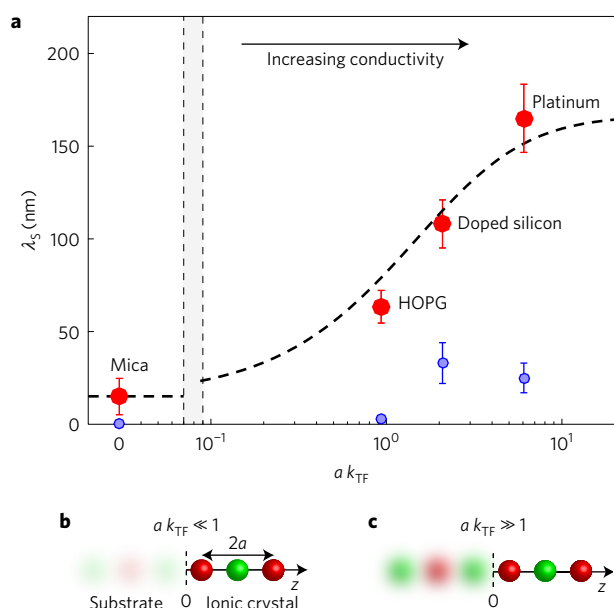 a
200
150
100
50
0
λS (nm)
Increasing conductivity
Platinum
Doped silicon
HOPG
Mica
0
10⁻¹
10⁰
10¹
a kTF
b
a kTF ≪ 1
2a
z
Substrate
0
Ionic crystal
c
a kTF ≫ 1
z
0